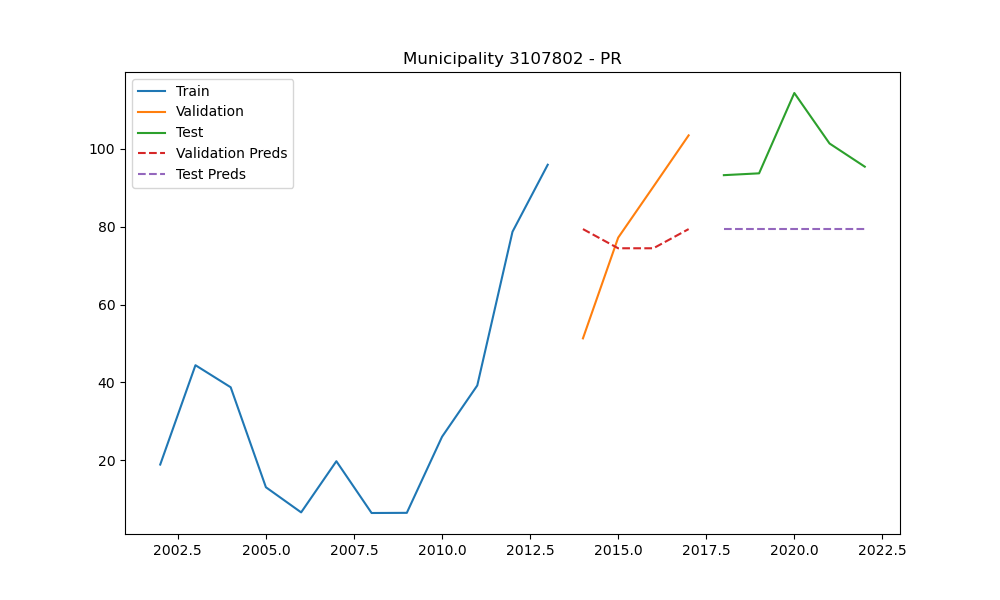 Municipality 3107802 - PR
Train
Validation
Test
Validation Preds
Test Preds
100
80
60
40
20
2002.5 2005.0 2007.5 2010.0 2012.5 2015.0 2017.5 2020.0 2022.5